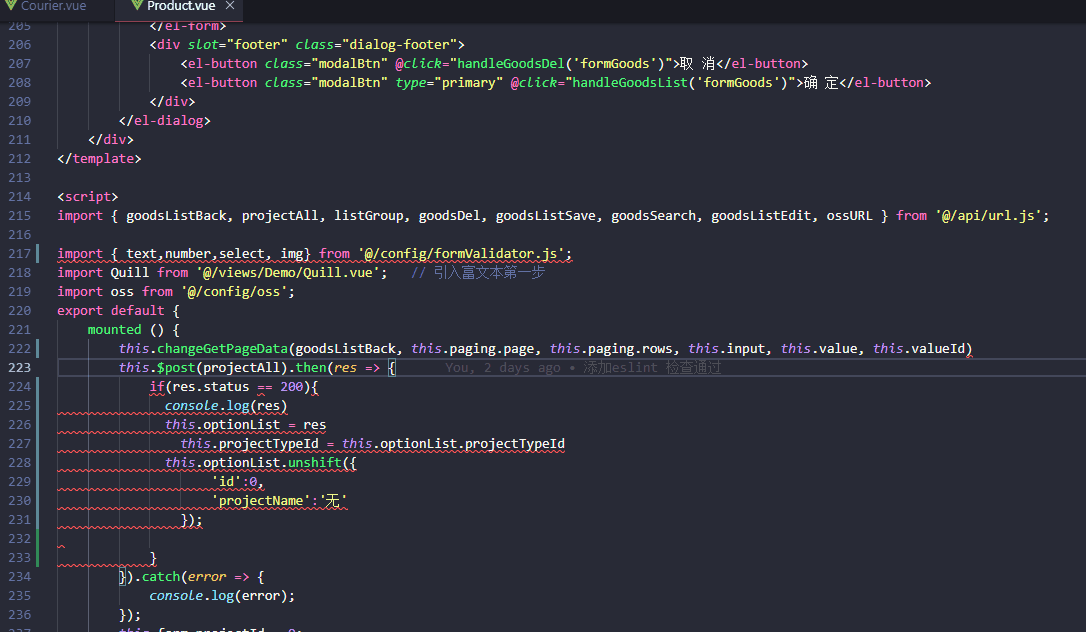 Courier.vue Product.vue ×
205 </el-form>
206 <div slot="footer" class="dialog-footer">
207 <el-button class="modalBtn" @click="handleGoodsDel('formGoods')">取 消</el-button>
208 <el-button class="modalBtn" type="primary" @click="handleGoodsList('formGoods')">确 定</el-button>
209 </div>
210 </el-dialog>
211 </div>
212 </template>
213
214 <script>
215 import { goodsListBack, projectAll, listGroup, goodsDel, goodsListSave, goodsSearch, goodsListEdit, ossURL } from '@/api/url.js';
216
217 import { text,number,select, img} from '@/config/formValidator.js';
218 import Quill from '@/views/Demo/Quill.vue'; // 引入富文本第一步
219 import oss from '@/config/oss';
220 export default {
221 mounted () {
222 this.changeGetPageData(goodsListBack, this.paging.page, this.paging.rows, this.input, this.value, this.valueId)
223 this.$post(projectAll).then(res => { You, 2 days ago • 添加eslint 检查通过
224 if(res.status == 200){
225 console.log(res)
226 this.optionList = res
227 this.projectTypeId = this.optionList.projectTypeId
228 this.optionList.unshift({
229 'id':0,
230 'projectName':'无'
231 });
232
233 }
234 }).catch(error => {
235 console.log(error);
236 });
237 this.form.projectId = 0;